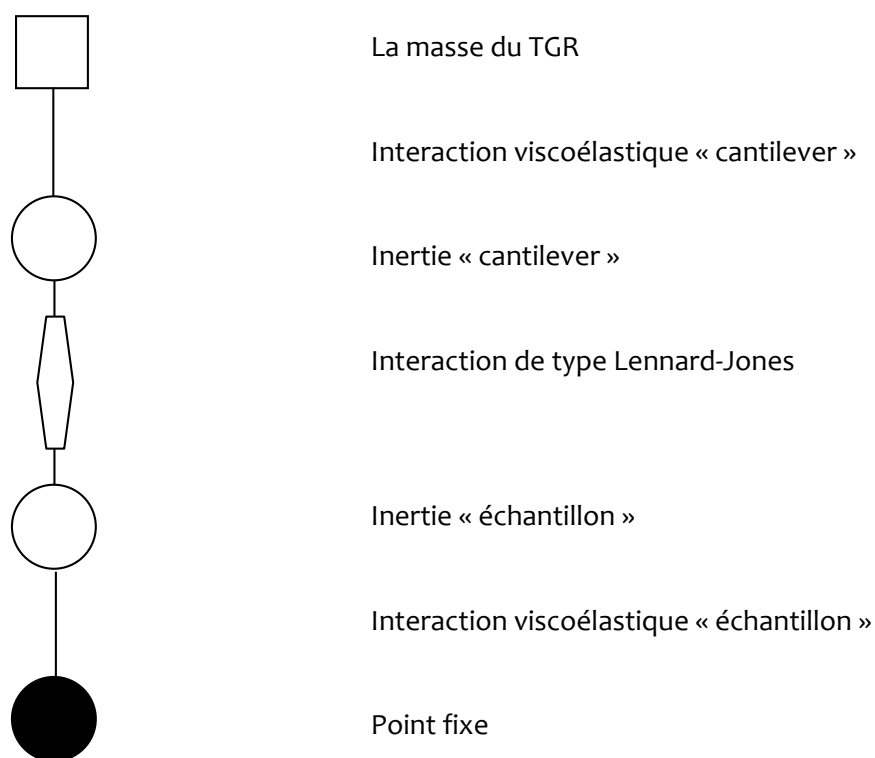 La masse du TGR
Interaction viscoélastique « cantilever »
Inertie « cantilever »
Interaction de type Lennard-Jones
Inertie « échantillon »
Interaction viscoélastique « échantillon »
Point fixe